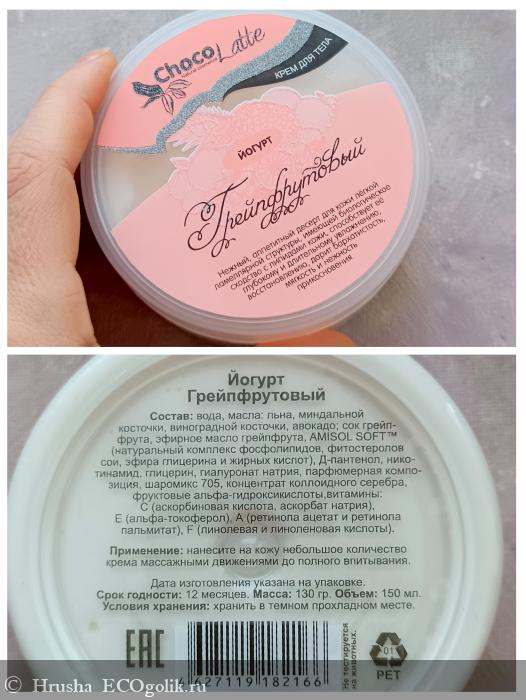 Choco Latte
natural cosmetics
КРЕМ ДЛЯ ТЕЛА
ЙОГУРТ
Грейпфрутовый
Нежный, аппетитный десерт для кожи лёгкой
ламеллярной структуры, имеющей биологическое
сходство с липидами кожи, способствует её
глубокому и длительному увлажнению,
восстановлению, дарит бархатистость,
мягкость и нежность
прикосновения
Йогурт
Грейпфрутовый
Состав: вода, масла: льна, миндальной
косточки, виноградной косточки, авокадо; сок грейп-
фрута, эфирное масло грейпфрута, AMISOL SOFT™
(натуральный комплекс фосфолипидов, фитостеролов
сои, эфира глицерина и жирных кислот), Д-пантенол, нико-
тинамид, глицерин, гиалуронат натрия, парфюмерная компо-
зиция, шаромикс 705, концентрат коллоидного серебра,
фруктовые альфа-гидроксикислоты,витамины:
С (аскорбиновая кислота, аскорбат натрия),
Е (альфа-токоферол), А (ретинола ацетат и ретинола
пальмитат), F (линолевая и линоленовая кислоты).
Применение: нанесите на кожу небольшое количество
крема массажными движениями до полного впитывания.
Дата изготовления указана на упаковке.
Срок годности: 12 месяцев. Масса: 130 гр. Объем: 150 мл.
Условия хранения: хранить в темном прохладном месте.
EAC
4627119182166
Не тестируется
на животных.
01
PET
© Hrusha ECOgolik.ru